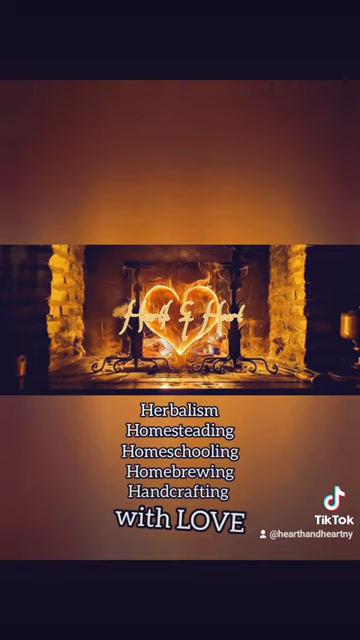 Hearth & Heart
Herbalism
Homesteading
Homeschooling
Homebrewing
Handcrafting
with LOVE
TikTok
@hearthandheartny